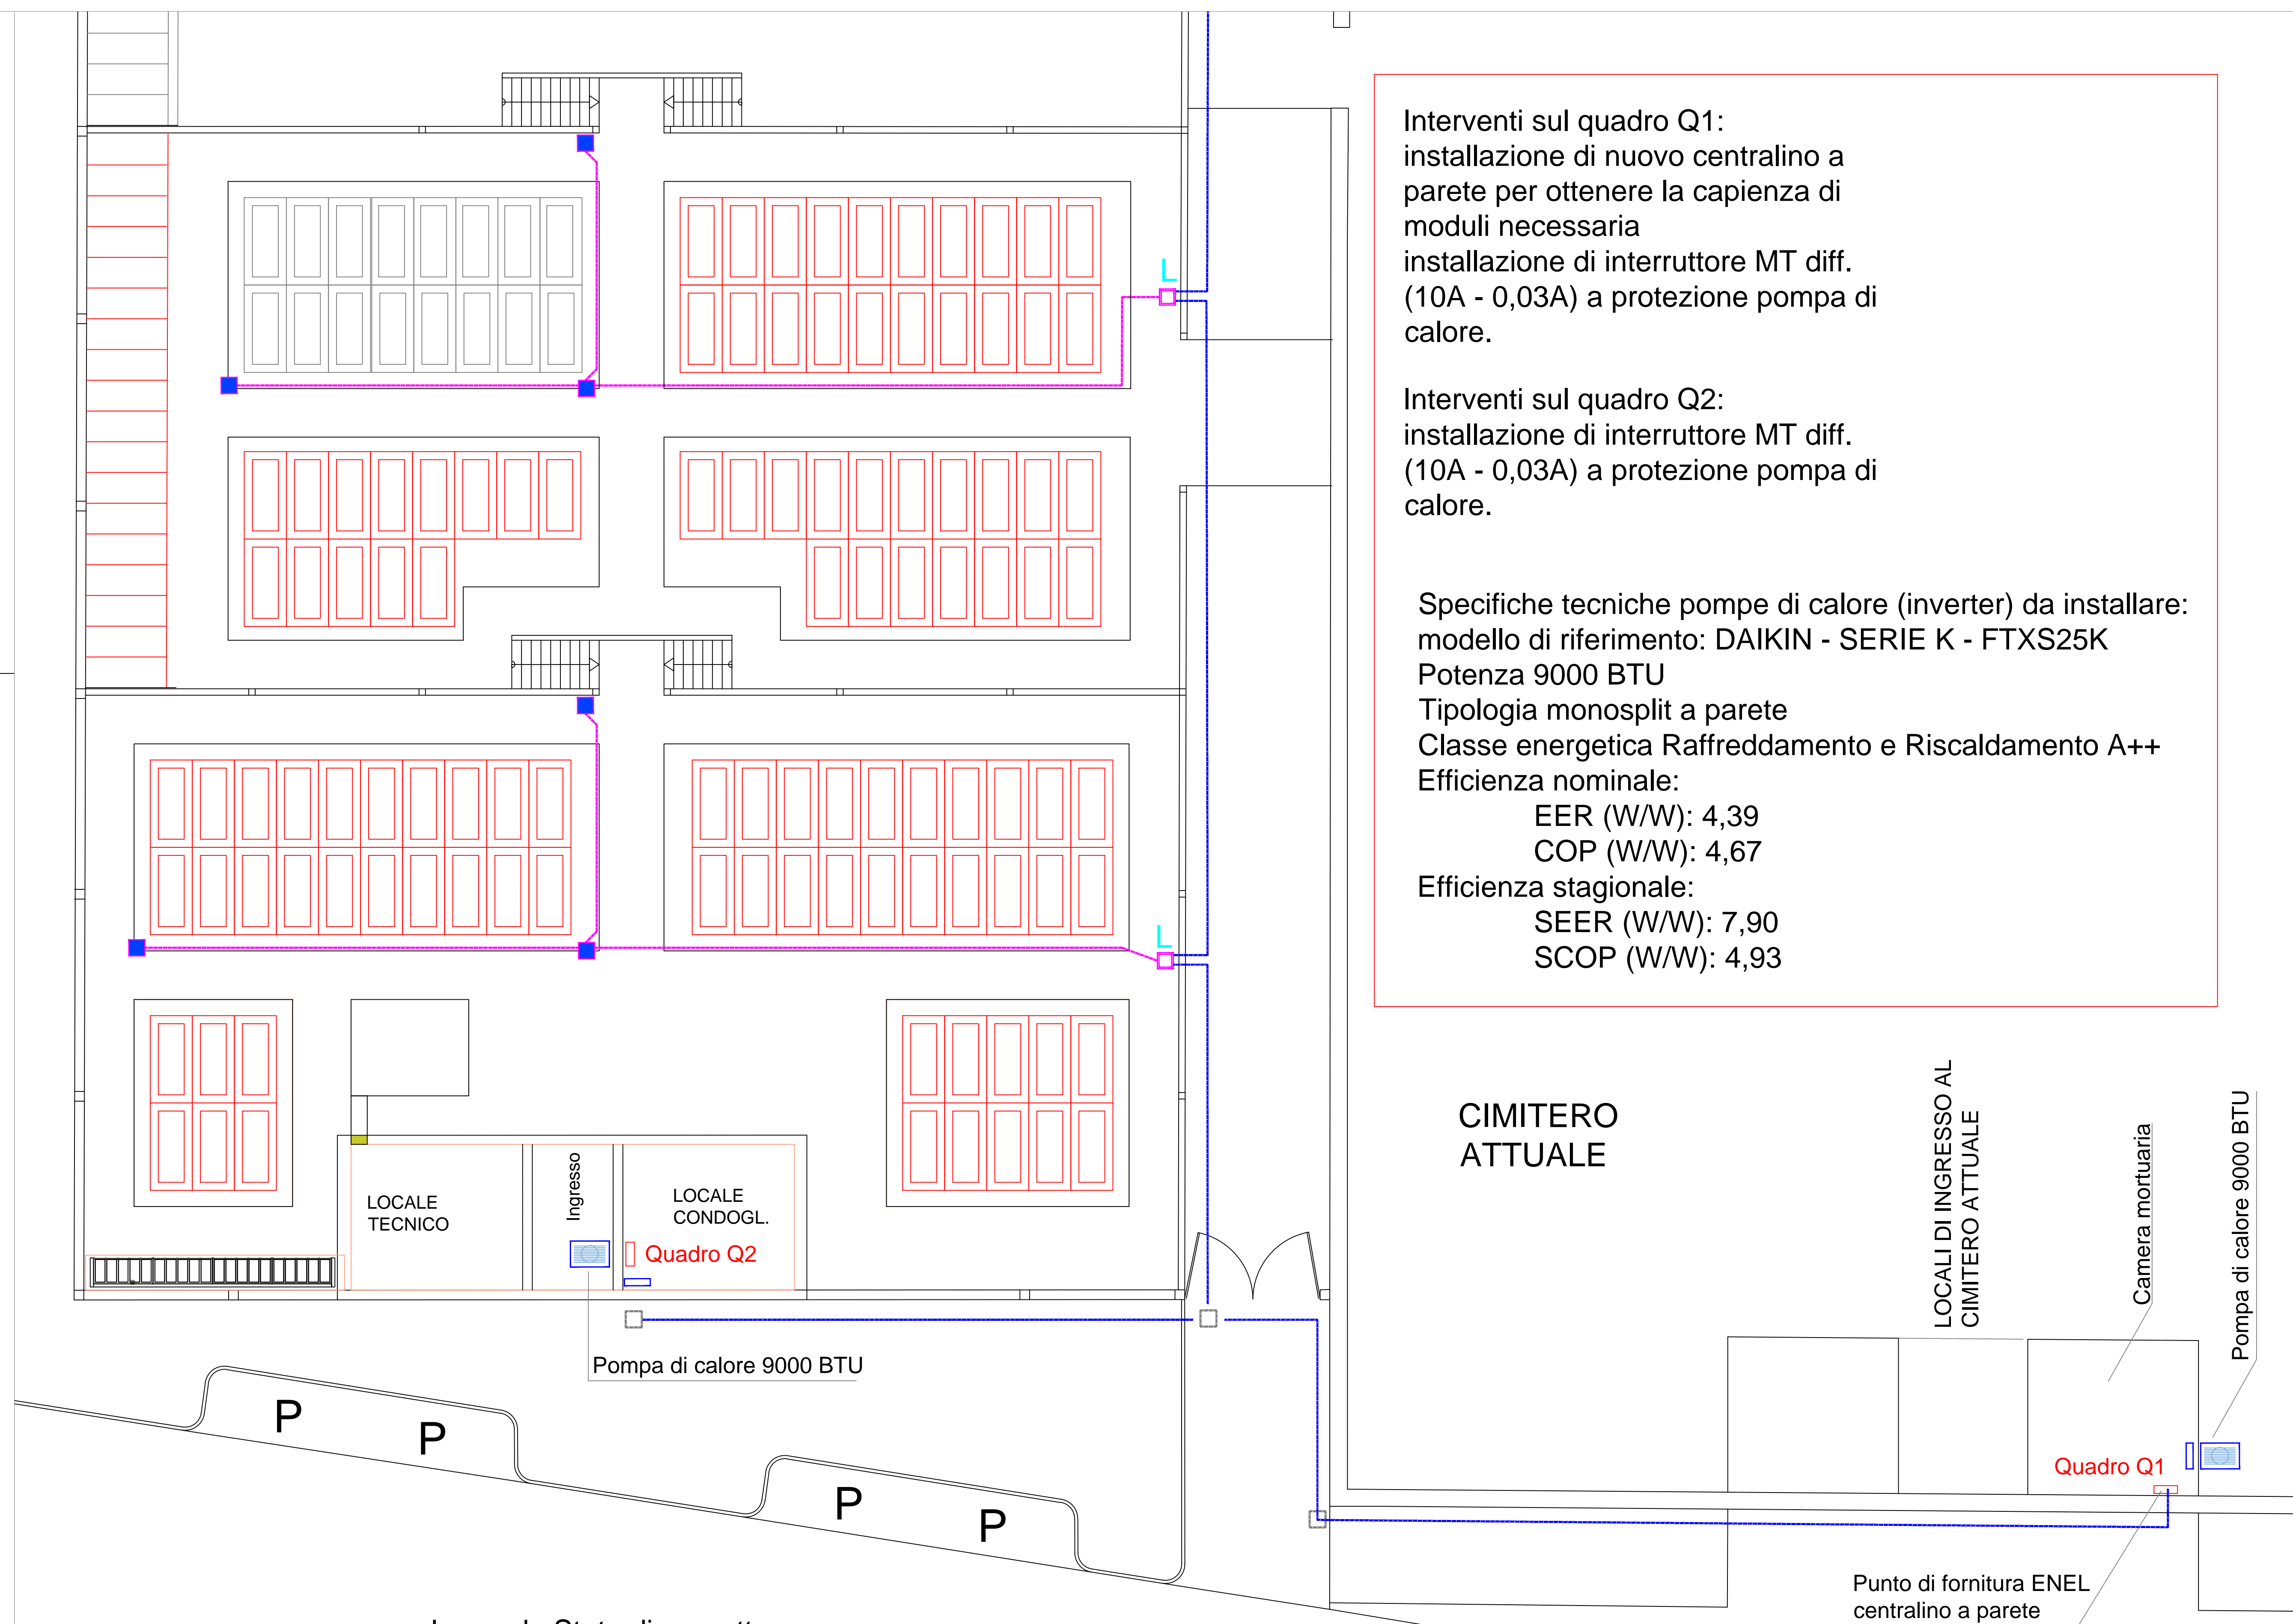 Interventi sul quadro Q1:
installazione di nuovo centralino a
parete per ottenere la capienza di
moduli necessaria
installazione di interruttore MT diff.
(10A - 0,03A) a protezione pompa di
calore.
Interventi sul quadro Q2:
installazione di interruttore MT diff.
(10A - 0,03A) a protezione pompa di
calore.
Specifiche tecniche pompe di calore (inverter) da installare:
modello di riferimento: DAIKIN - SERIE K - FTXS25K
Potenza 9000 BTU
Tipologia monosplit a parete
Classe energetica Raffreddamento e Riscaldamento A++
Efficienza nominale:
EER (W/W): 4,39
COP (W/W): 4,67
Efficienza stagionale:
SEER (W/W): 7,90
SCOP (W/W): 4,93
L
L
CIMITERO
ATTUALE
LOCALI DI INGRESSO AL
CIMITERO ATTUALE
Camera mortuaria
Pompa di calore 9000 BTU
LOCALE
TECNICO
Ingresso
LOCALE
CONDOGL.
Quadro Q2
Pompa di calore 9000 BTU
P
P
P
P
Quadro Q1
Punto di fornitura ENEL
centralino a parete